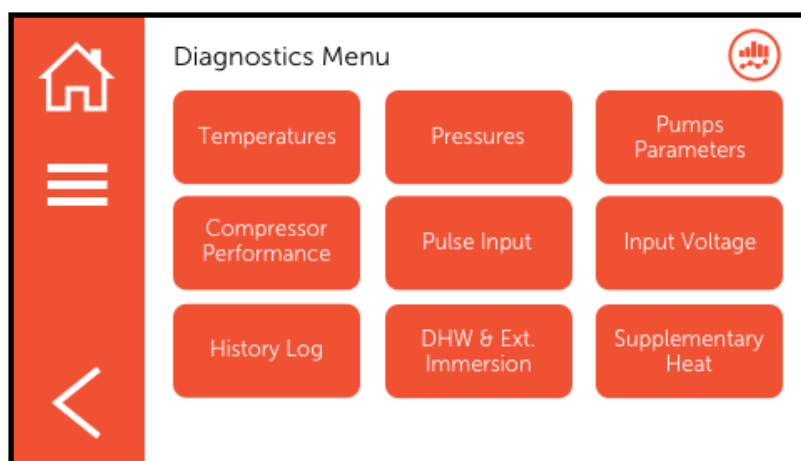 Diagnostics Menu
Temperatures
Pressures
Pumps
Parameters
Compressor
Performance
Pulse Input
Input Voltage
History Log
DHW & Ext.
Immersion
Supplementary
Heat